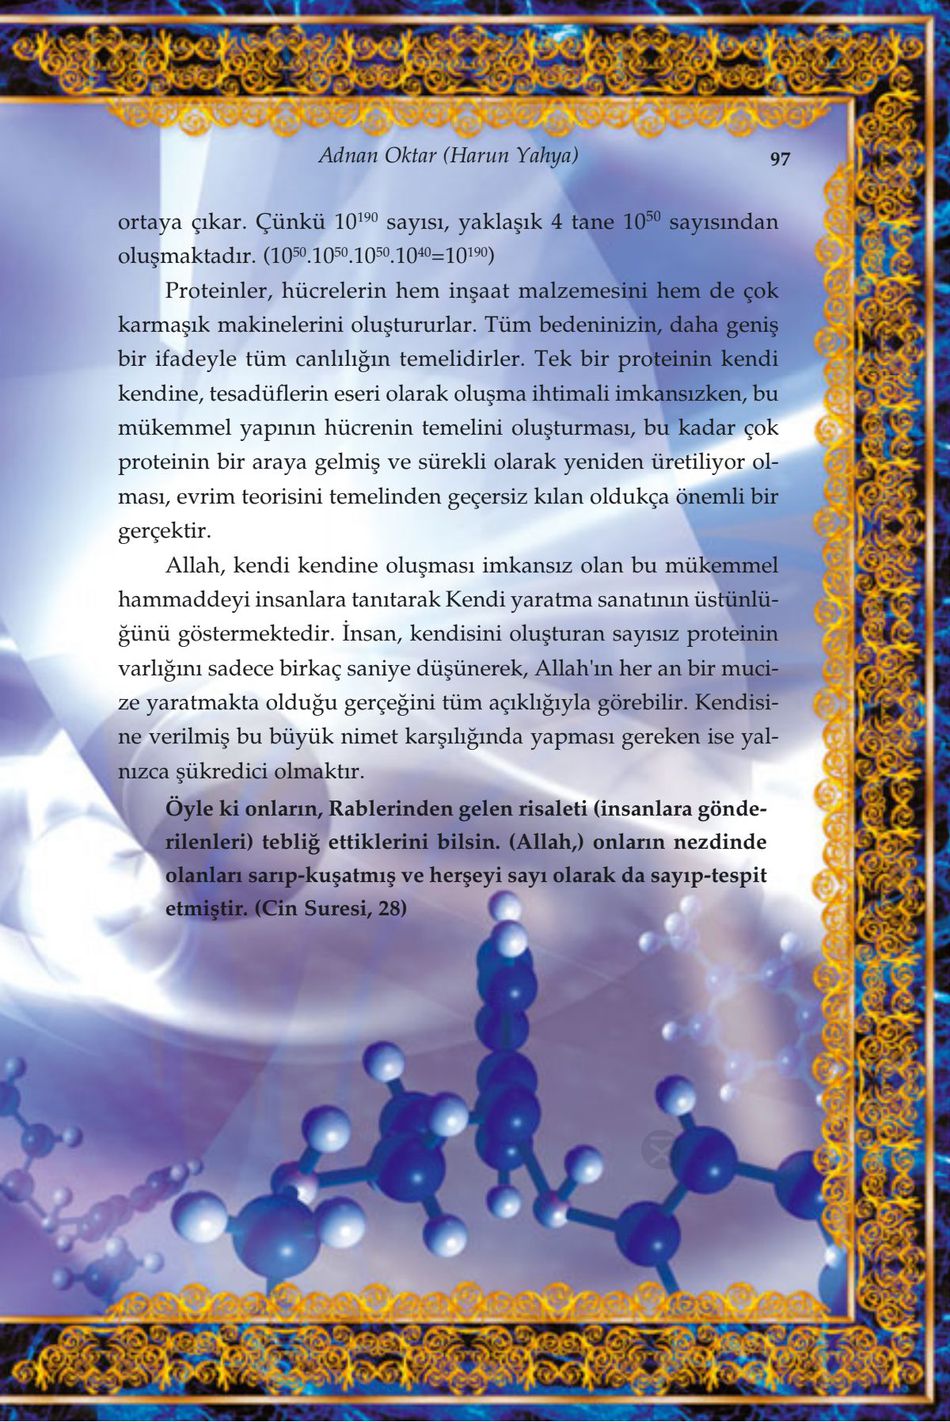 Adnan Oktar (Harun Yahya)
97
ortaya çıkar. Çünkü 10¹⁹⁰ sayısı, yaklaşık 4 tane 10⁵⁰ sayısından
oluşmaktadır. (10⁵⁰.10⁵⁰.10⁵⁰.10⁴⁰=10¹⁹⁰)
Proteinler, hücrelerin hem inşaat malzemesini hem de çok
karmaşık makinelerini oluştururlar. Tüm bedeninizin, daha geniş
bir ifadeyle tüm canlılığın temelidirler. Tek bir proteinin kendi
kendine, tesadüflerin eseri olarak oluşma ihtimali imkansızken, bu
mükemmel yapının hücrenin temelini oluşturması, bu kadar çok
proteinin bir araya gelmiş ve sürekli olarak yeniden üretiliyor ol-
ması, evrim teorisini temelinden geçersiz kılan oldukça önemli bir
gerçektir.
Allah, kendi kendine oluşması imkansız olan bu mükemmel
hammaddeyi insanlara tanıtarak Kendi yaratma sanatının üstünlü-
ğünü göstermektedir. İnsan, kendisini oluşturan sayısız proteinin
varlığını sadece birkaç saniye düşünerek, Allah'ın her an bir muci-
ze yaratmakta olduğu gerçeğini tüm açıklığıyla görebilir. Kendisi-
ne verilmiş bu büyük nimet karşılığında yapması gereken ise yal-
nızca şükredici olmaktır.
Öyle ki onların, Rablerinden gelen risaleti (insanlara gönde-
rilenleri) tebliğ ettiklerini bilsin. (Allah,) onların nezdinde
olanları sarıp-kuşatmış ve herşeyi sayı olarak da sayıp-tespit
etmiştir. (Cin Suresi, 28)